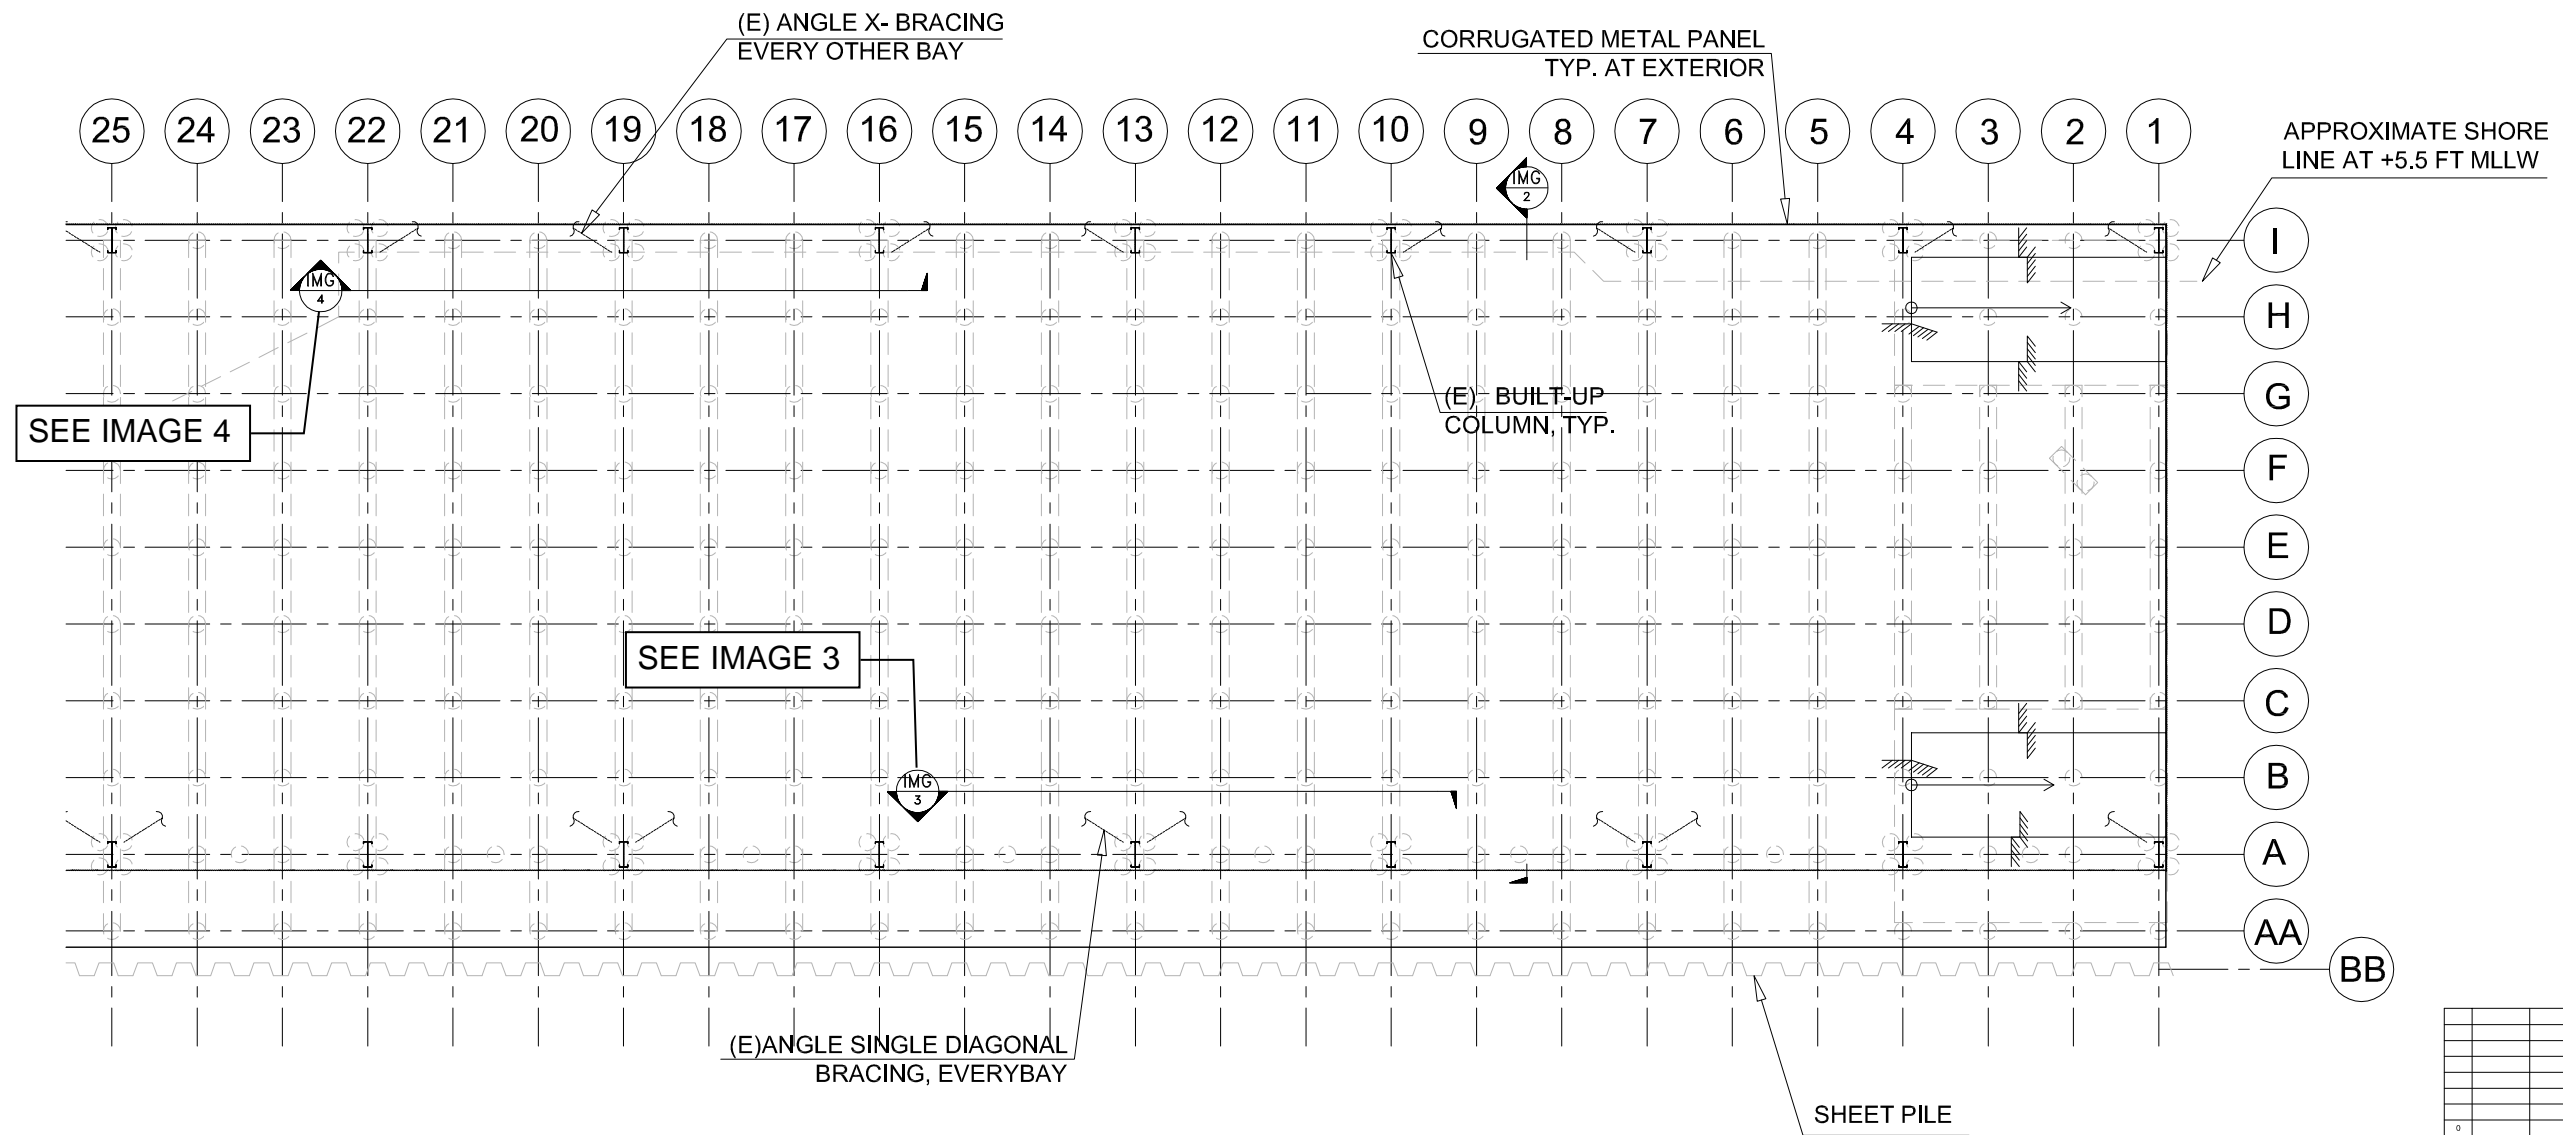 (E) ANGLE X- BRACING
EVERY OTHER BAY
CORRUGATED METAL PANEL
TYP. AT EXTERIOR
25 24 23 22 21 20 19 18 17 16 15 14 13 12 11 10 9 8 7 6 5 4 3 2 1
APPROXIMATE SHORE
LINE AT +5.5 FT MLLW
IMG
2
I
IMG
4
H
(E) BUILT-UP
COLUMN, TYP.
G
SEE IMAGE 4
F
E
D
SEE IMAGE 3
C
IMG
3
B
A
AA
BB
(E)ANGLE SINGLE DIAGONAL
BRACING, EVERYBAY
SHEET PILE
0